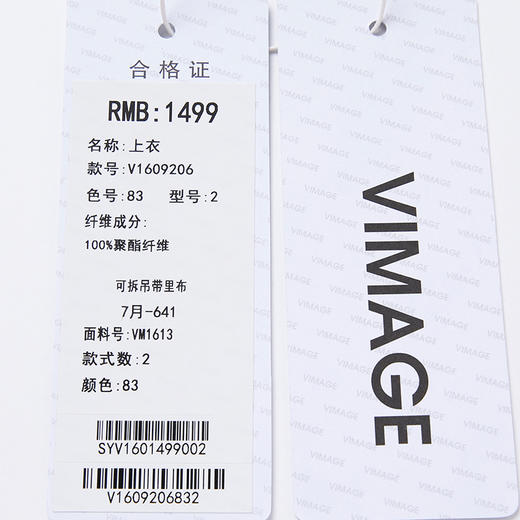 合格证
RMB:1499
名称:上衣
款号:V1609206
色号:83 型号:2
纤维成分:
100%聚酯纤维
可拆吊带里布
7月-641
面料号:VM1613
款式数:2
颜色:83
SYV1601499002
V1609206832
VIMAGE